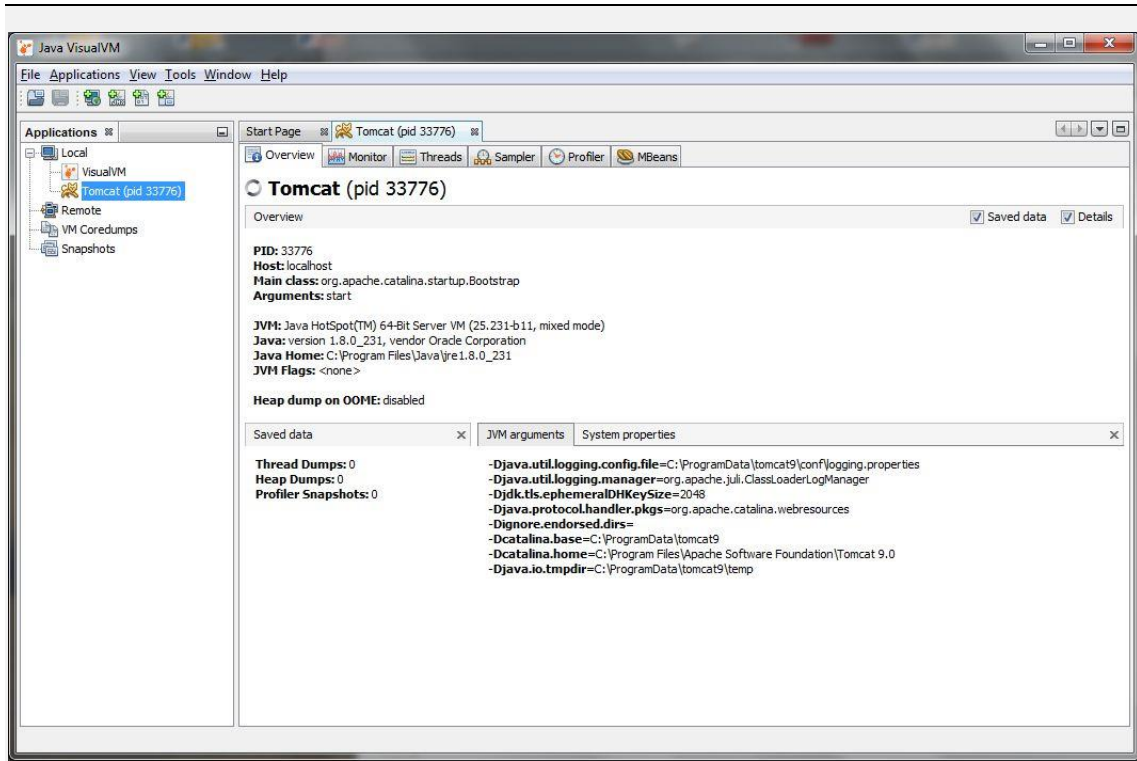 Java VisualVM
File Applications View Tools Window Help
Applications
Start Page
Tomcat (pid 33776)
Local
VisualVM
Tomcat (pid 33776)
Remote
VM Coredumps
Snapshots
Overview Monitor Threads Sampler Profiler MBeans
Tomcat (pid 33776)
Overview
Saved data Details
PID: 33776
Host: localhost
Main class: org.apache.catalina.startup.Bootstrap
Arguments: start
JVM: Java HotSpot(TM) 64-Bit Server VM (25.231-b11, mixed mode)
Java: version 1.8.0_231, vendor Oracle Corporation
Java Home: C:\Program Files\Java\jre1.8.0_231
JVM Flags: <none>
Heap dump on OOME: disabled
Saved data
Thread Dumps: 0
Heap Dumps: 0
Profiler Snapshots: 0
JVM arguments System properties
-Djava.util.logging.config.file=C:\ProgramData\tomcat9\conf\logging.properties
-Djava.util.logging.manager=org.apache.juli.ClassLoaderLogManager
-Djdk.tls.ephemeralDHKeySize=2048
-Djava.protocol.handler.pkgs=org.apache.catalina.webresources
-Dignore.endorsed.dirs=
-Dcatalina.base=C:\ProgramData\tomcat9
-Dcatalina.home=C:\Program Files\Apache Software Foundation\Tomcat 9.0
-Djava.io.tmpdir=C:\ProgramData\tomcat9\temp